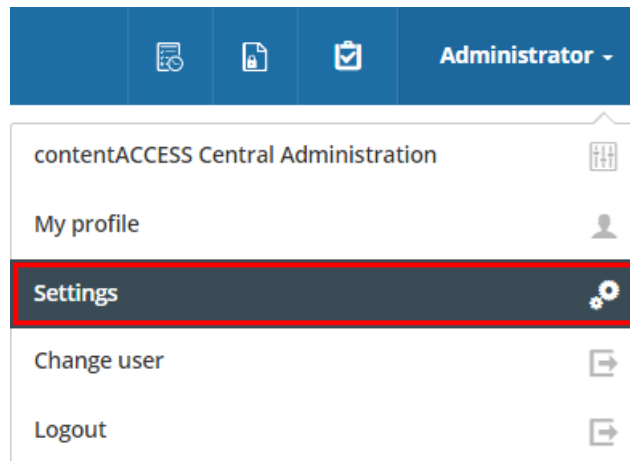 Administrator
contentACCESS Central Administration
My profile
Settings
Change user
Logout